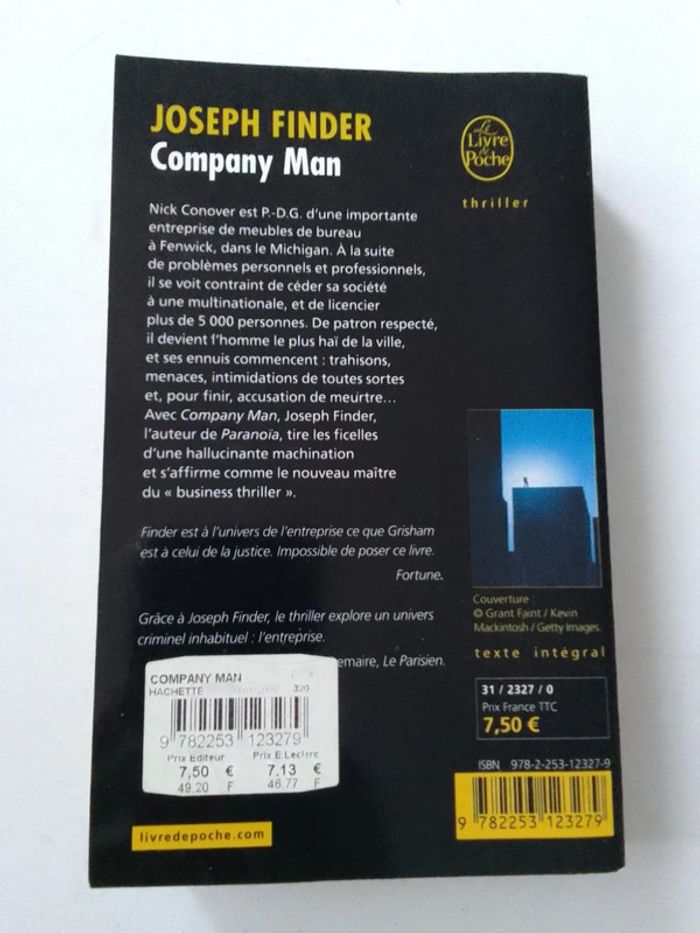 JOSEPH FINDER
Company Man
Le
Livre
de
Poche
thriller
Nick Conover est P.-D.G. d'une importante
entreprise de meubles de bureau
à Fenwick, dans le Michigan. À la suite
de problèmes personnels et professionnels,
il se voit contraint de céder sa société
à une multinationale, et de licencier
plus de 5 000 personnes. De patron respecté,
il devient l'homme le plus haï de la ville,
et ses ennuis commencent : trahisons,
menaces, intimidations de toutes sortes
et, pour finir, accusation de meurtre...
Avec Company Man, Joseph Finder,
l'auteur de Paranoïa, tire les ficelles
d'une hallucinante machination
et s'affirme comme le nouveau maître
du « business thriller ».
Finder est à l'univers de l'entreprise ce que Grisham
est à celui de la justice. Impossible de poser ce livre.
Fortune.
Grâce à Joseph Finder, le thriller explore un univers
criminel inhabituel : l'entreprise.
emaire, Le Parisien.
Couverture :
© Grant Faint / Kevin
Mackintosh / Getty Images.
texte intégral
31 / 2327 / 0
Prix France TTC
7,50 €
ISBN 978-2-253-12327-9
9 782253 123279
COMPANY MAN
HACHETTE 320
9 782253 123279
Prix Editeur Prix E.Leclerc
7,50 € 7,13 €
49,20 F 46,77 F
livredepoche.com